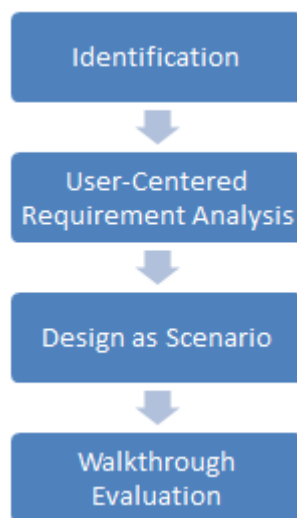 Identification
User-Centered
Requirement Analysis
Design as Scenario
Walkthrough
Evaluation